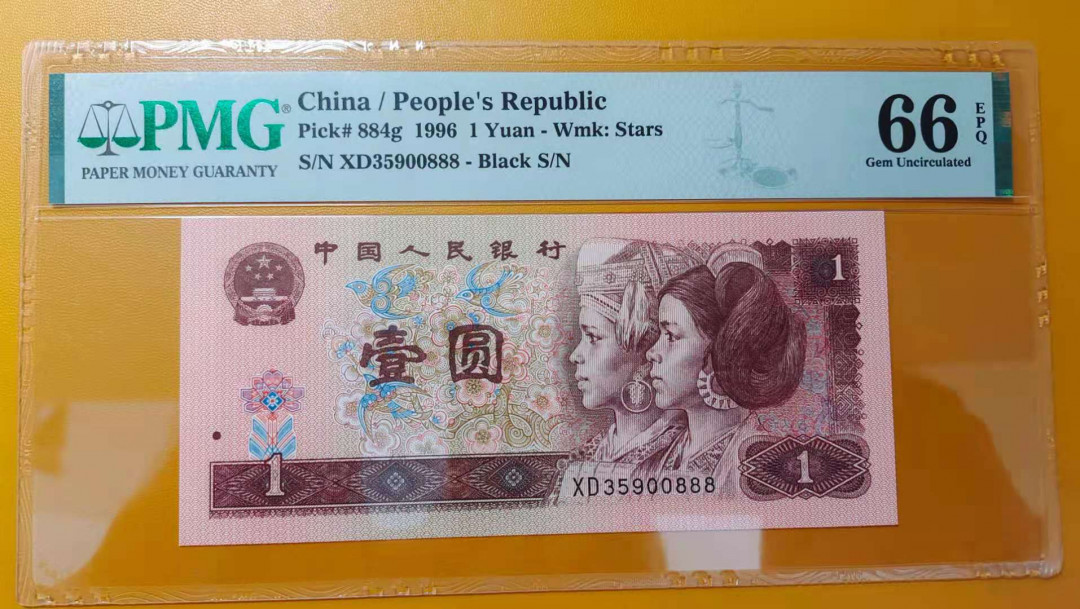 PMG®
PAPER MONEY GUARANTY
China / People's Republic
Pick# 884g 1996 1 Yuan - Wmk: Stars
S/N XD35900888 - Black S/N
66 EPQ
Gem Uncirculated
中国人民银行
1
壹圆
1
XD35900888
1